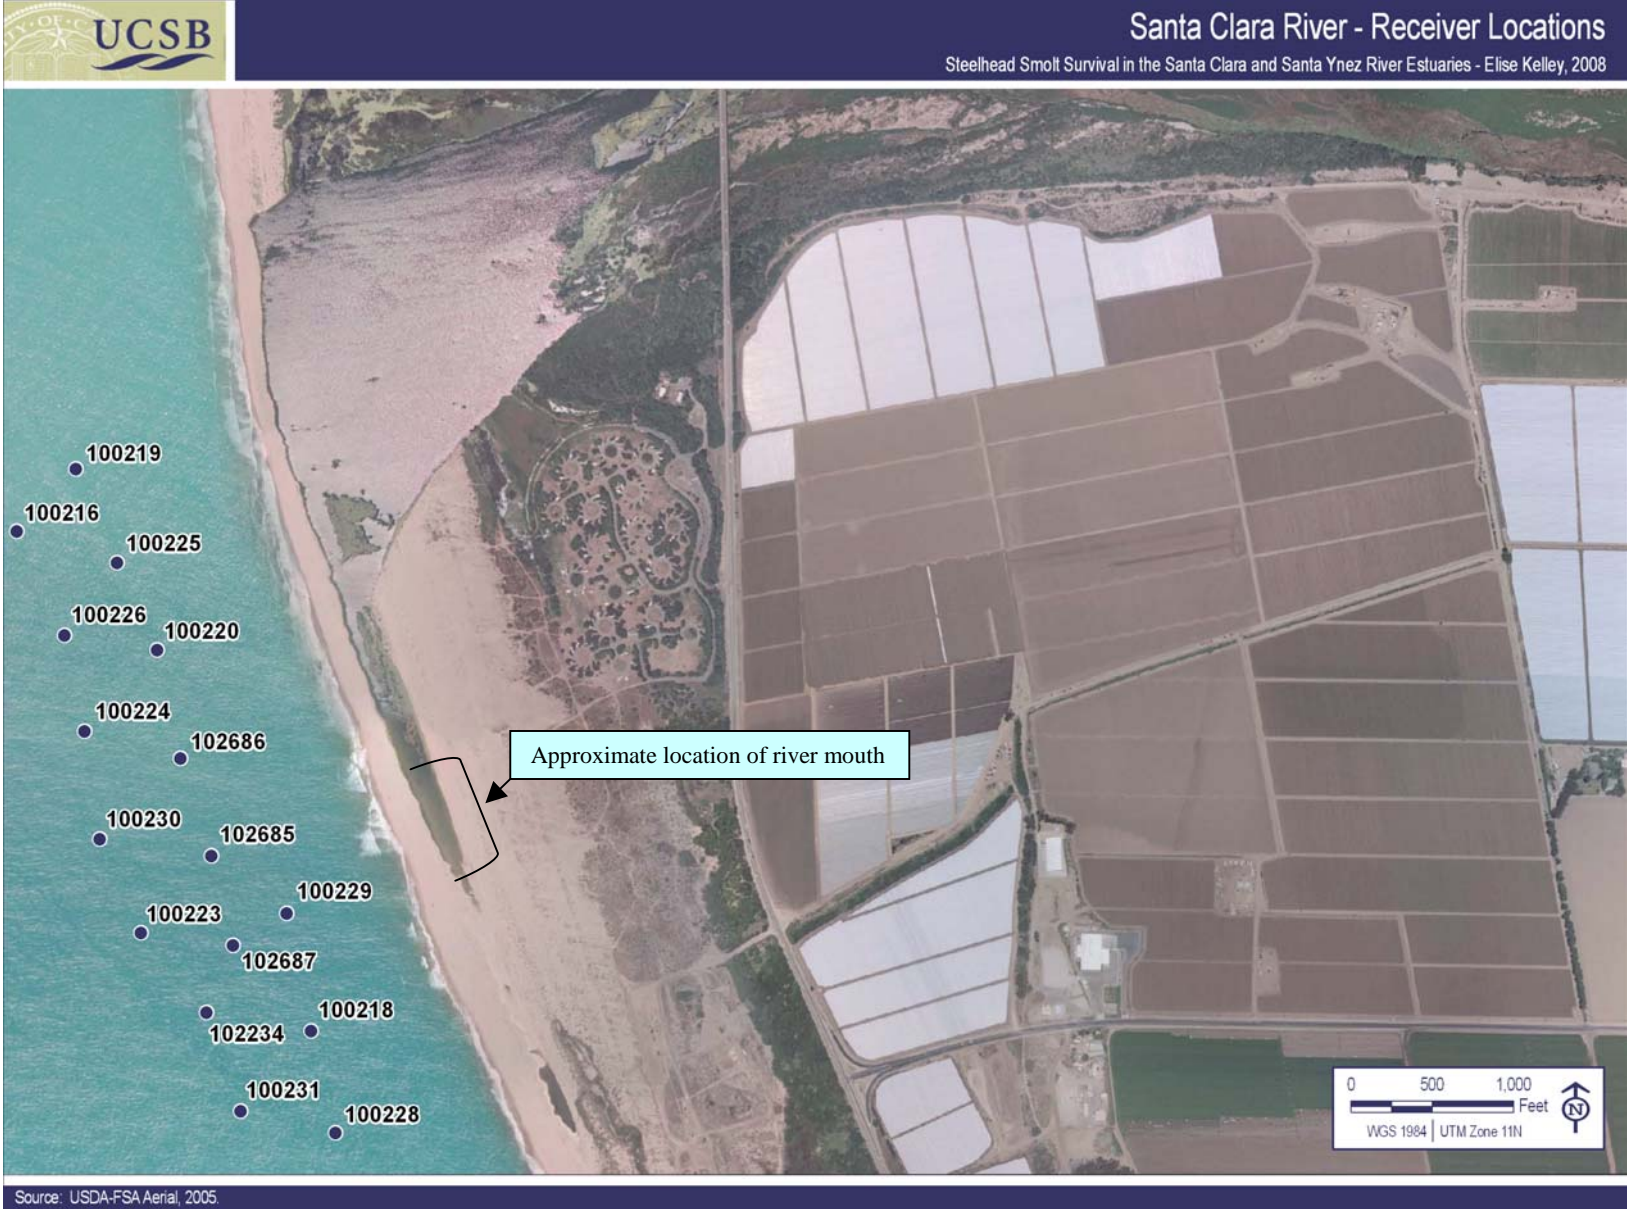 UCSB
Santa Clara River - Receiver Locations
Steelhead Smolt Survival in the Santa Clara and Santa Ynez River Estuaries - Elise Kelley, 2008
100219
100216
100225
100226
100220
100224
102686
Approximate location of river mouth
100230
102685
100229
100223
102687
100218
102234
100231
100228
0 500 1,000
Feet
N
WGS 1984 | UTM Zone 11N
Source: USDA-FSA Aerial, 2005.